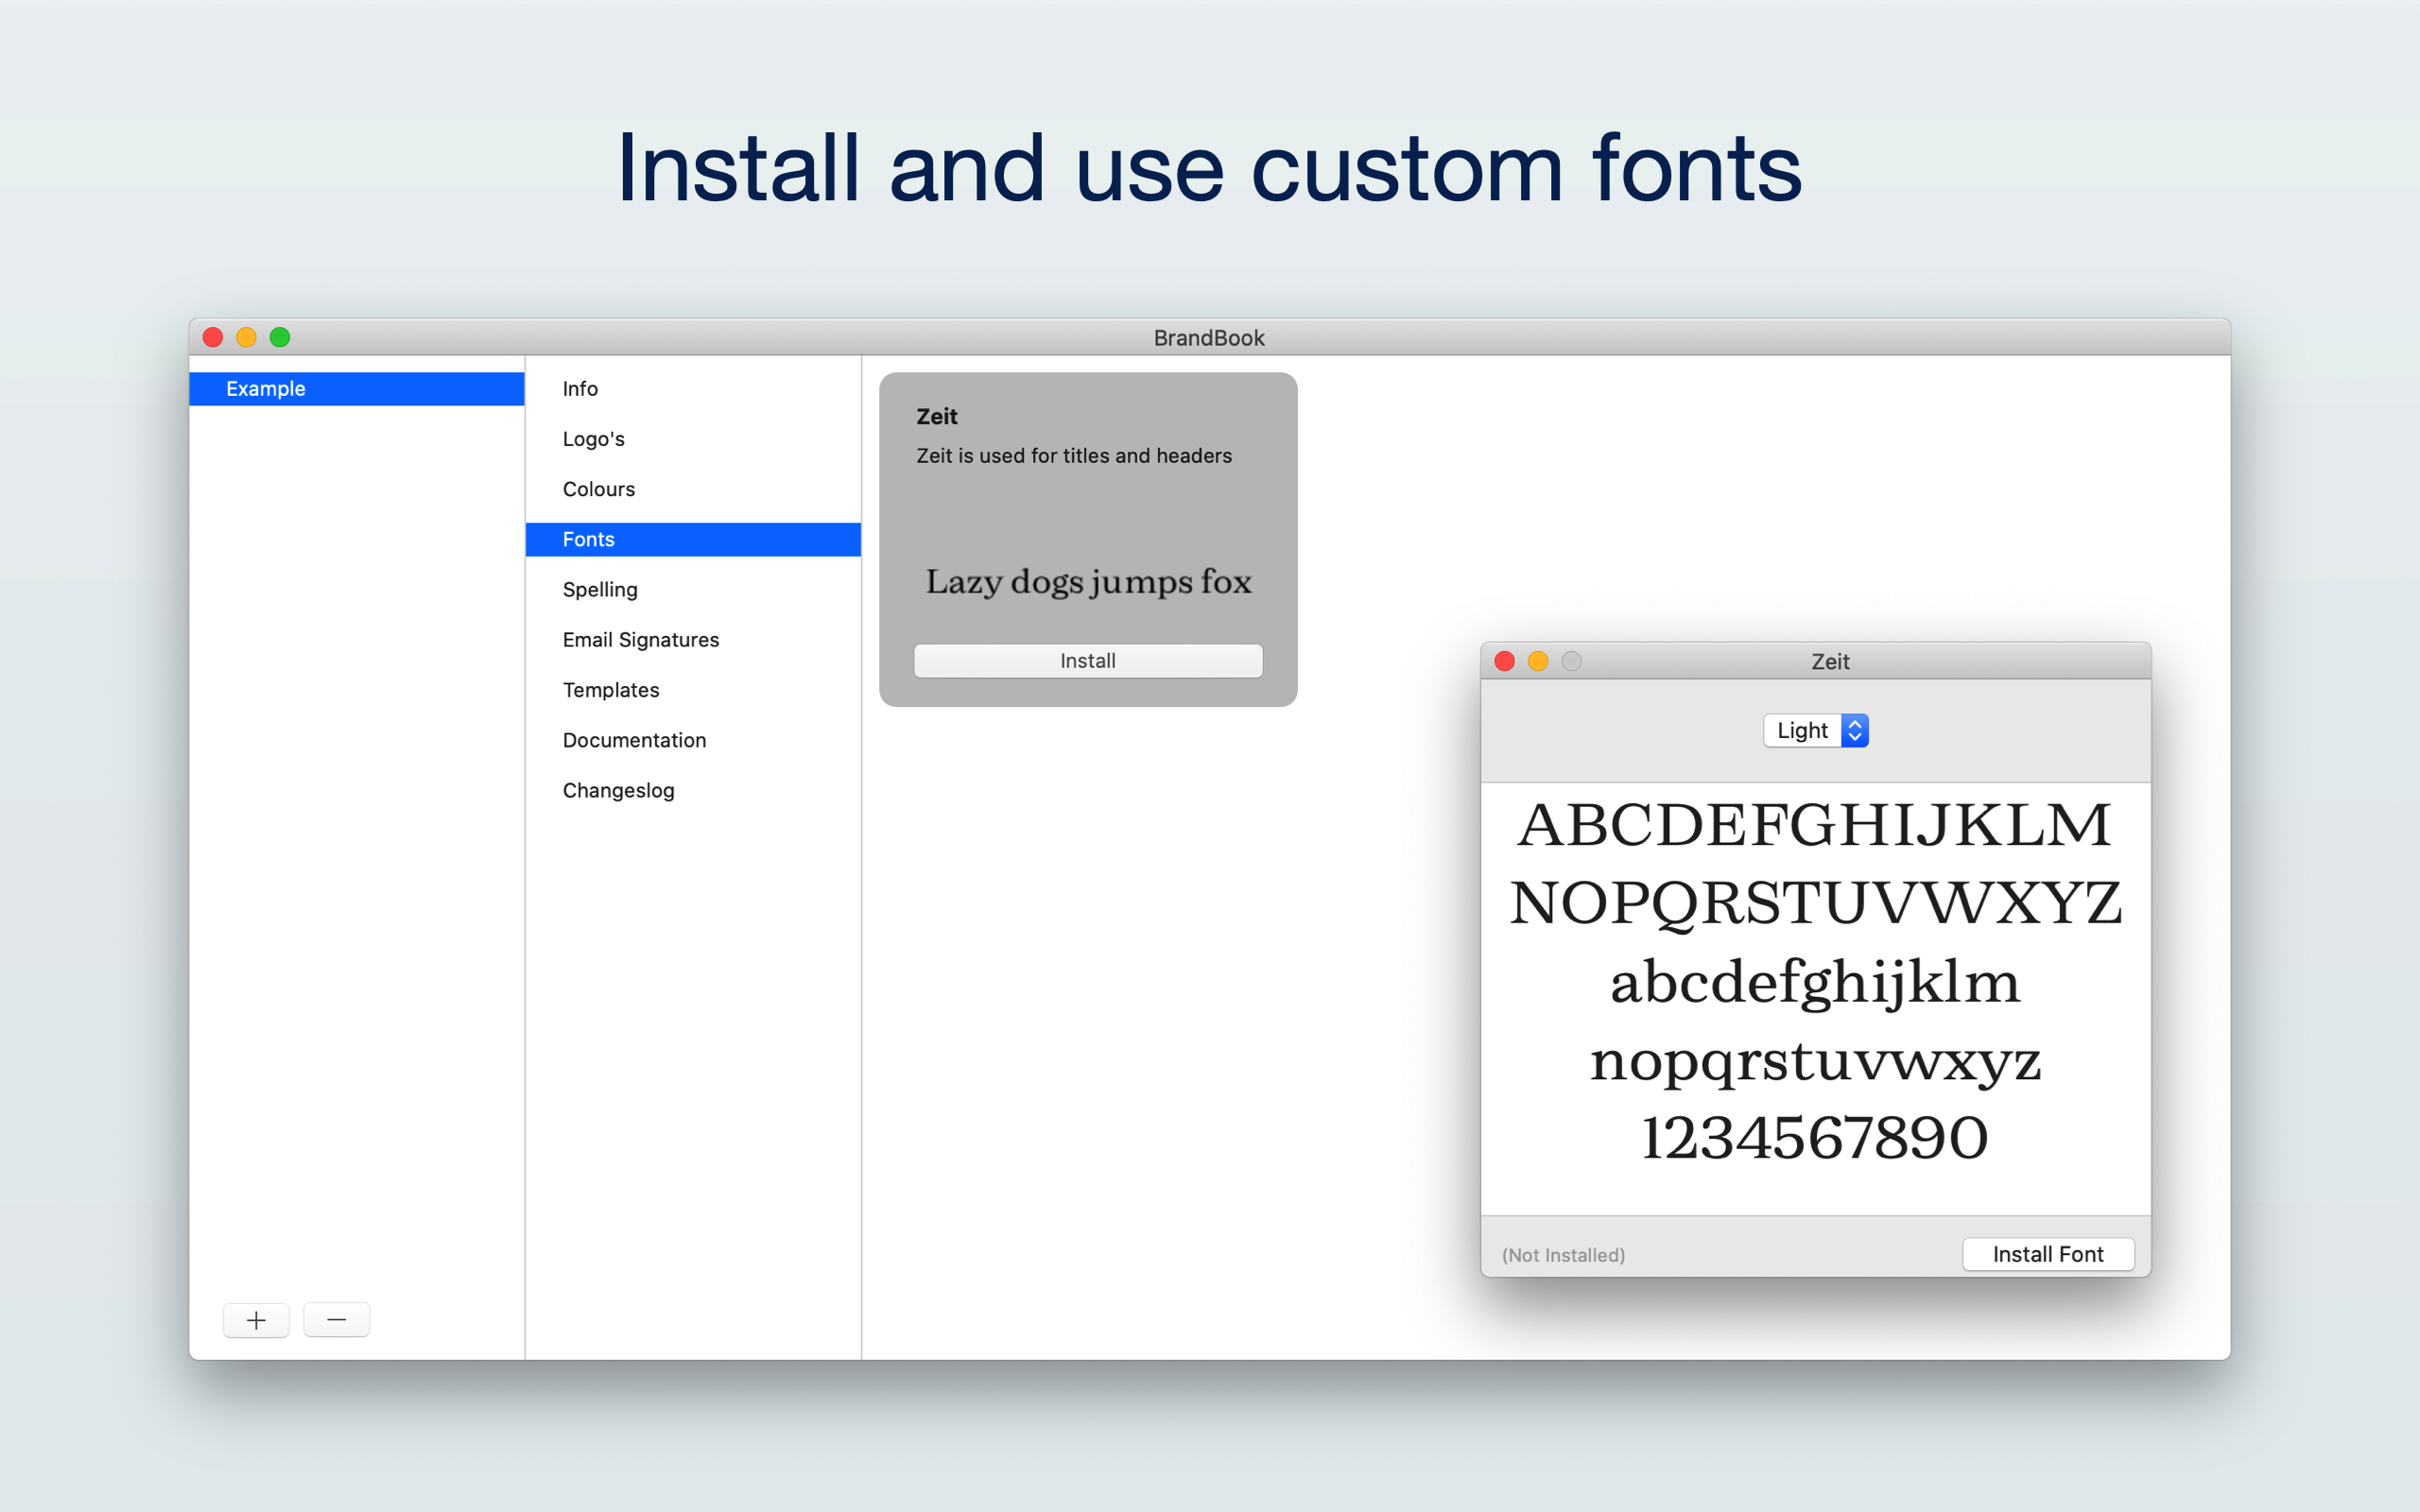 Install and use custom fonts
BrandBook
Example
Info
Logo's
Colours
Fonts
Spelling
Email Signatures
Templates
Documentation
Changeslog
Zeit
Zeit is used for titles and headers
Lazy dogs jumps fox
Install
Zeit
Light
ABCDEFGHIJKLM
NOPQRSTUVWXYZ
abcdefghijklm
nopqrstuvwxyz
1234567890
(Not Installed)
Install Font